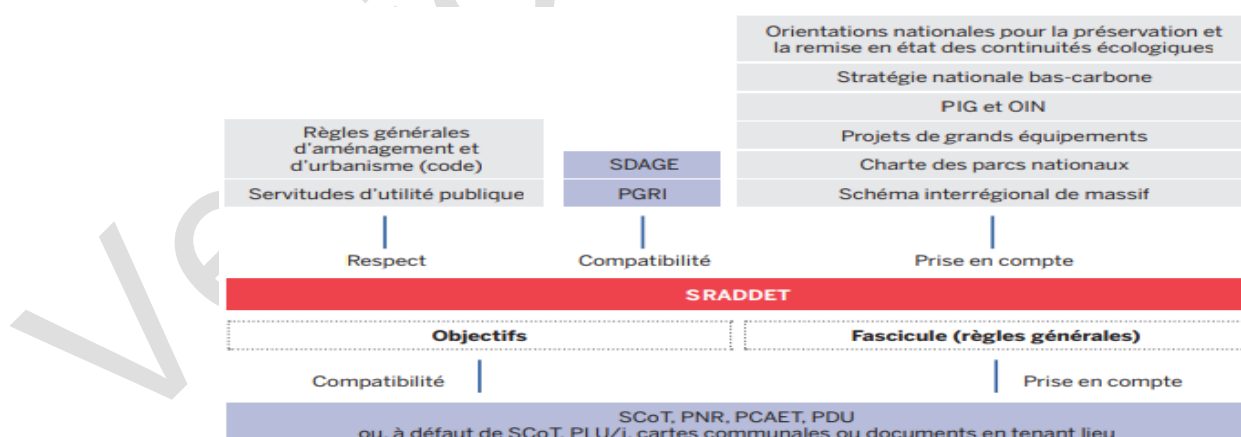 Orientations nationales pour la préservation et
la remise en état des continuités écologiques
Stratégie nationale bas-carbone
PIG et OIN
Règles générales
d'aménagement et
d'urbanisme (code)
Servitudes d'utilité publique
SDAGE
PGRI
Projets de grands équipements
Charte des parcs nationaux
Schéma interrégional de massif
Respect
Compatibilité
Prise en compte
SRADDET
Objectifs
Fascicule (règles générales)
Compatibilité
Prise en compte
SCoT, PNR, PCAET, PDU
ou, à défaut de SCoT, PLU/i, cartes communales ou documents en tenant lieu